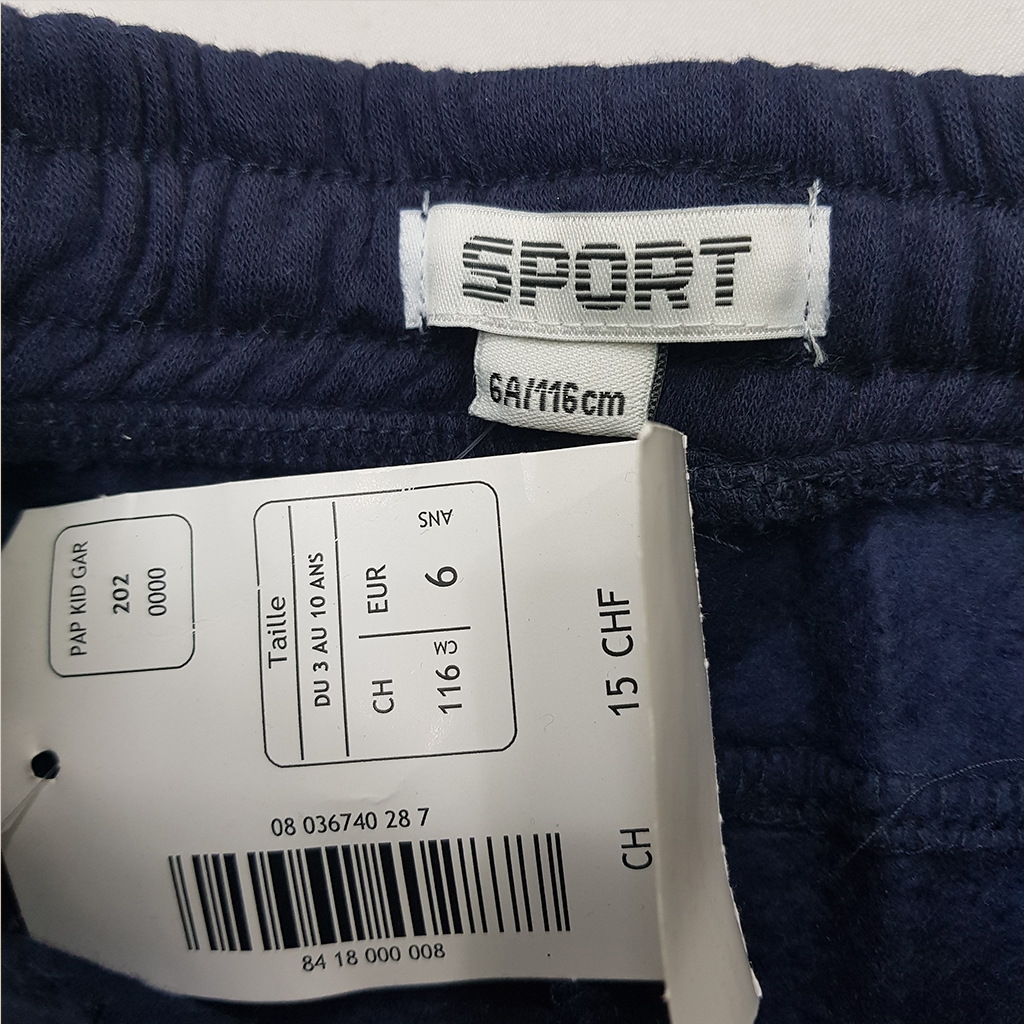 SPORT
6A/116cm
PAP KID GAR
202
0000
Taille
DU 3 AU 10 ANS
CH
EUR
116 CM
6
ANS
15 CHF
CH
08 036740 28 7
84 18 000 008